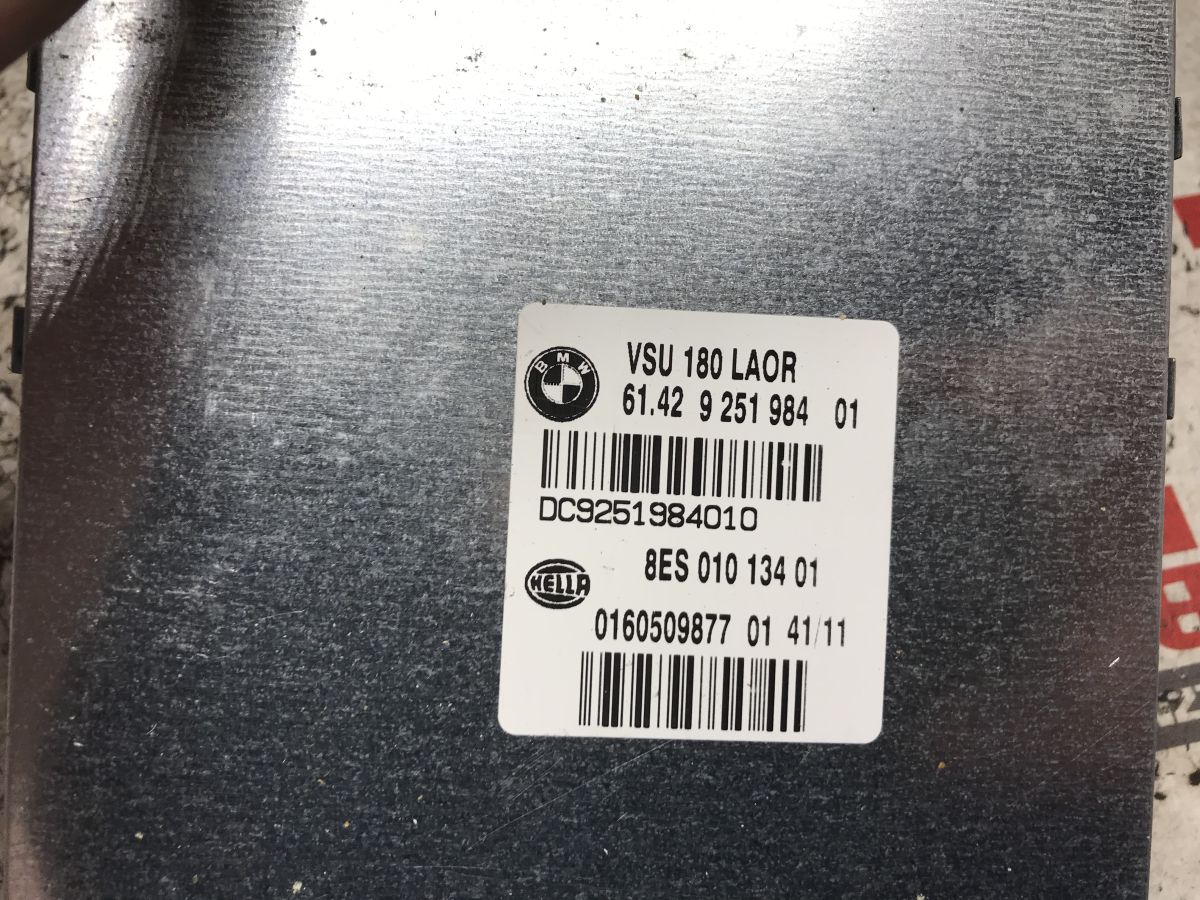 BMW
VSU 180 LAOR
61.42 9 251 984 01
DC9251984010
HELLA
8ES 010 134 01
0160509877 01 41/11